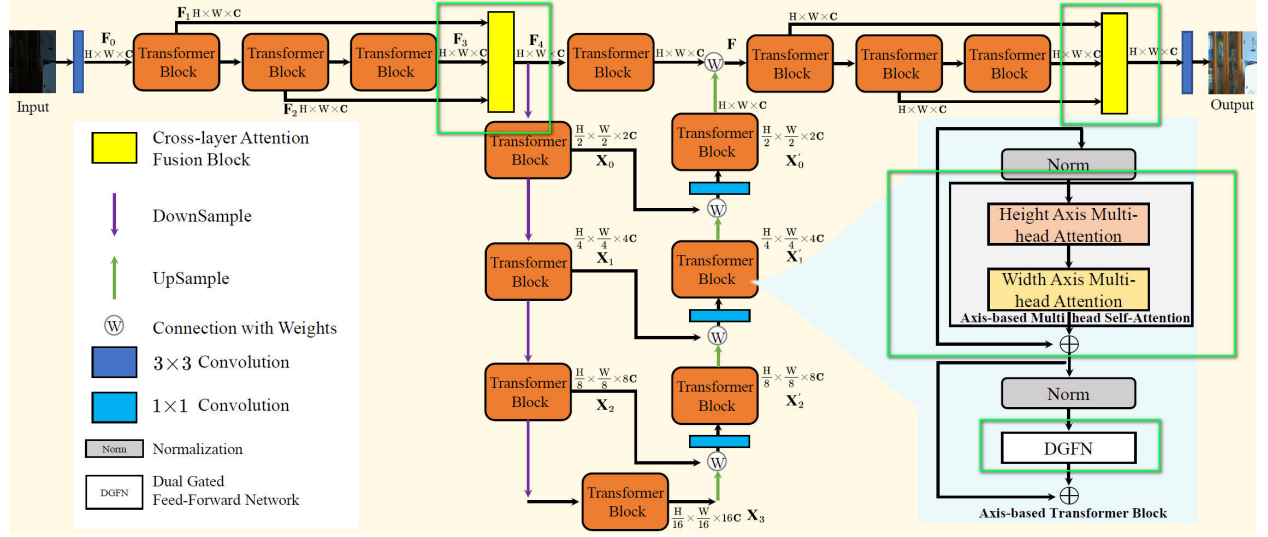 F₁ H×W×C
F₀
H×W×C
Transformer
Block
Transformer
Block
Transformer
Block
F₂ H×W×C
F₃
H×W×C
F₄
H×W×C
Transformer
Block
H×W×C
W
F
H×W×C
Transformer
Block
Transformer
Block
Transformer
Block
H×W×C
H×W×C
H×W×C
Input
Output
Cross-layer Attention
Fusion Block
DownSample
UpSample
W
Connection with Weights
3×3 Convolution
1×1 Convolution
Norm
Normalization
DGFN
Dual Gated
Feed-Forward Network
Transformer
Block
H/2 × W/2 ×2C
X₀
Transformer
Block
H/4 × W/4 ×4C
X₁
Transformer
Block
H/8 × W/8 ×8C
X₂
Transformer
Block
H/16 × W/16 ×16C X₃
H×W×C
Transformer
Block
H/2 × W/2 ×2C
X₀′
W
Transformer
Block
H/4 × W/4 ×4C
X₁′
W
Transformer
Block
H/8 × W/8 ×8C
X₂′
W
Norm
Height Axis Multi-
head Attention
Width Axis Multi-
head Attention
Axis-based Multi head Self-Attention
Norm
DGFN
Axis-based Transformer Block